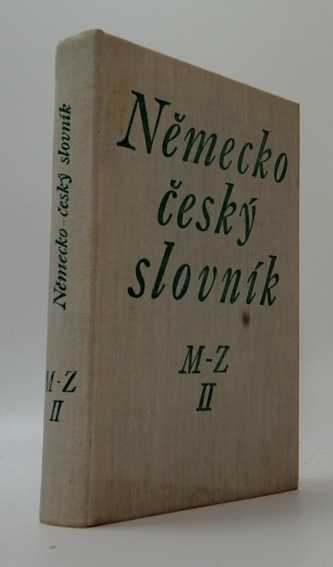 Německo-český slovník
M-Z
II
Německo
český
slovník
M-Z
II